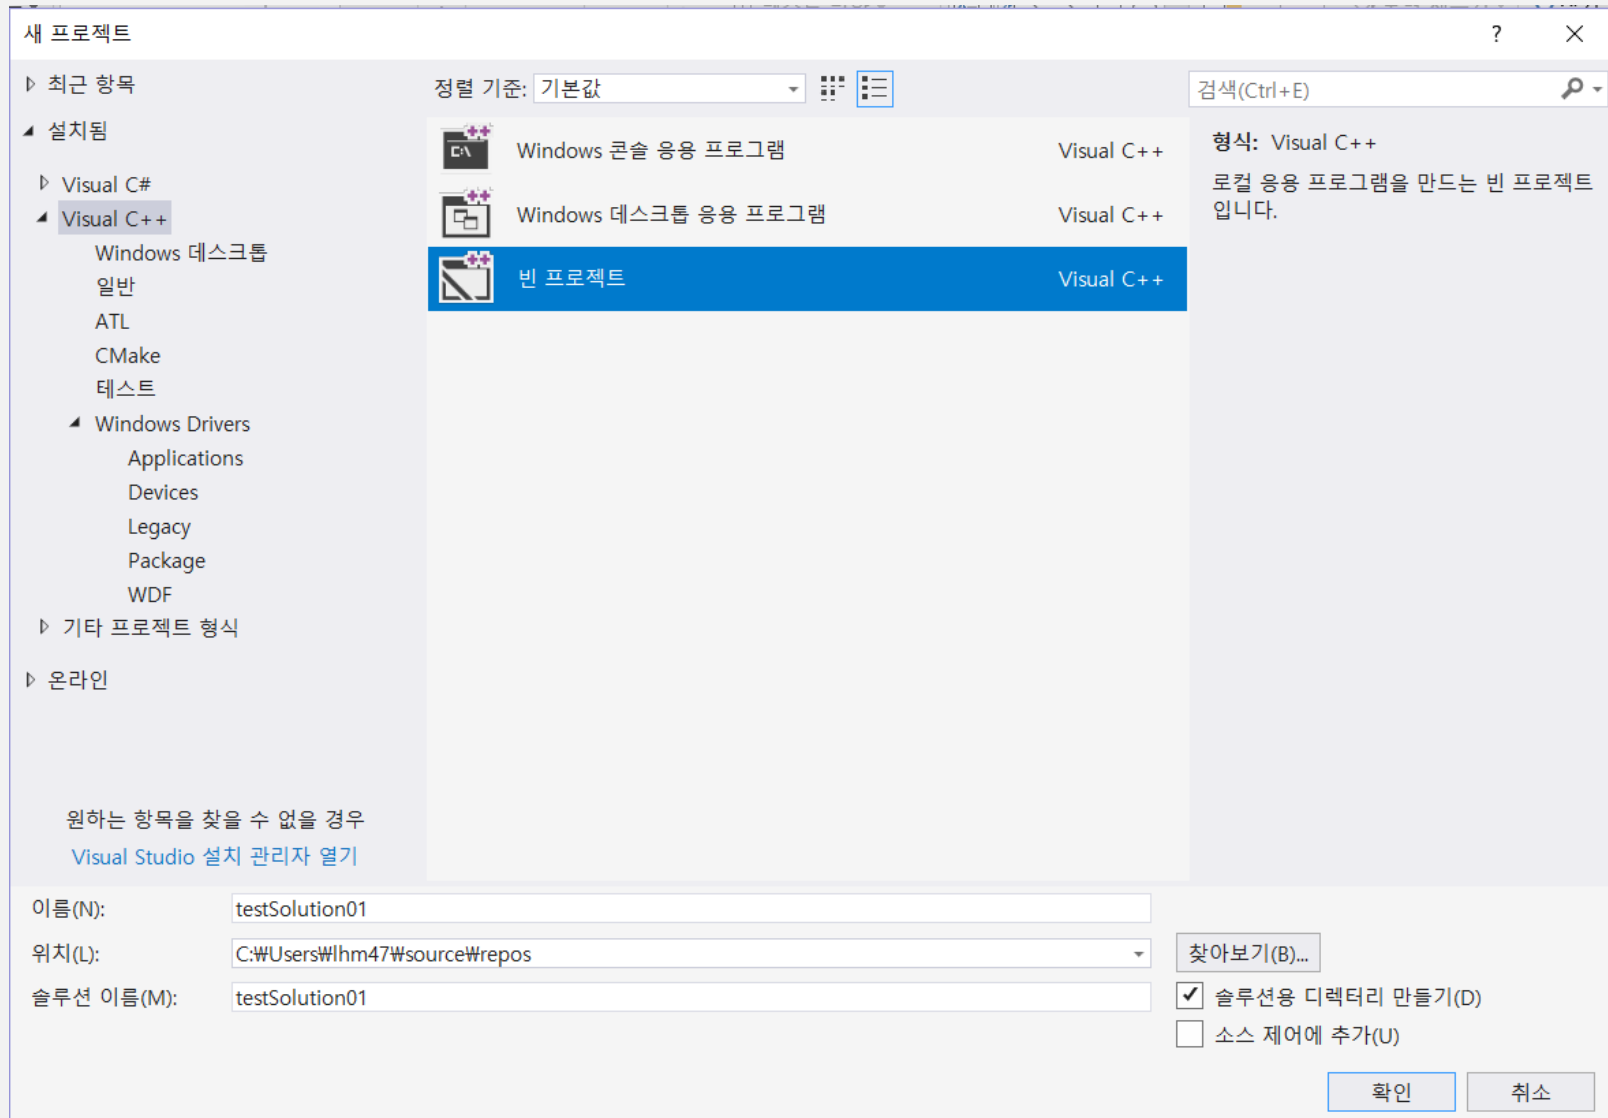 새 프로젝트
?
최근 항목
설치됨
Visual C#
Visual C++
Windows 데스크톱
일반
ATL
CMake
테스트
Windows Drivers
Applications
Devices
Legacy
Package
WDF
기타 프로젝트 형식
온라인
원하는 항목을 찾을 수 없을 경우
Visual Studio 설치 관리자 열기
정렬 기준: 기본값
Windows 콘솔 응용 프로그램 Visual C++
Windows 데스크톱 응용 프로그램 Visual C++
빈 프로젝트 Visual C++
검색(Ctrl+E)
형식: Visual C++
로컬 응용 프로그램을 만드는 빈 프로젝트
입니다.
이름(N): testSolution01
위치(L): C:₩Users₩lhm47₩source₩repos
찾아보기(B)...
솔루션 이름(M): testSolution01
솔루션용 디렉터리 만들기(D)
소스 제어에 추가(U)
확인 취소